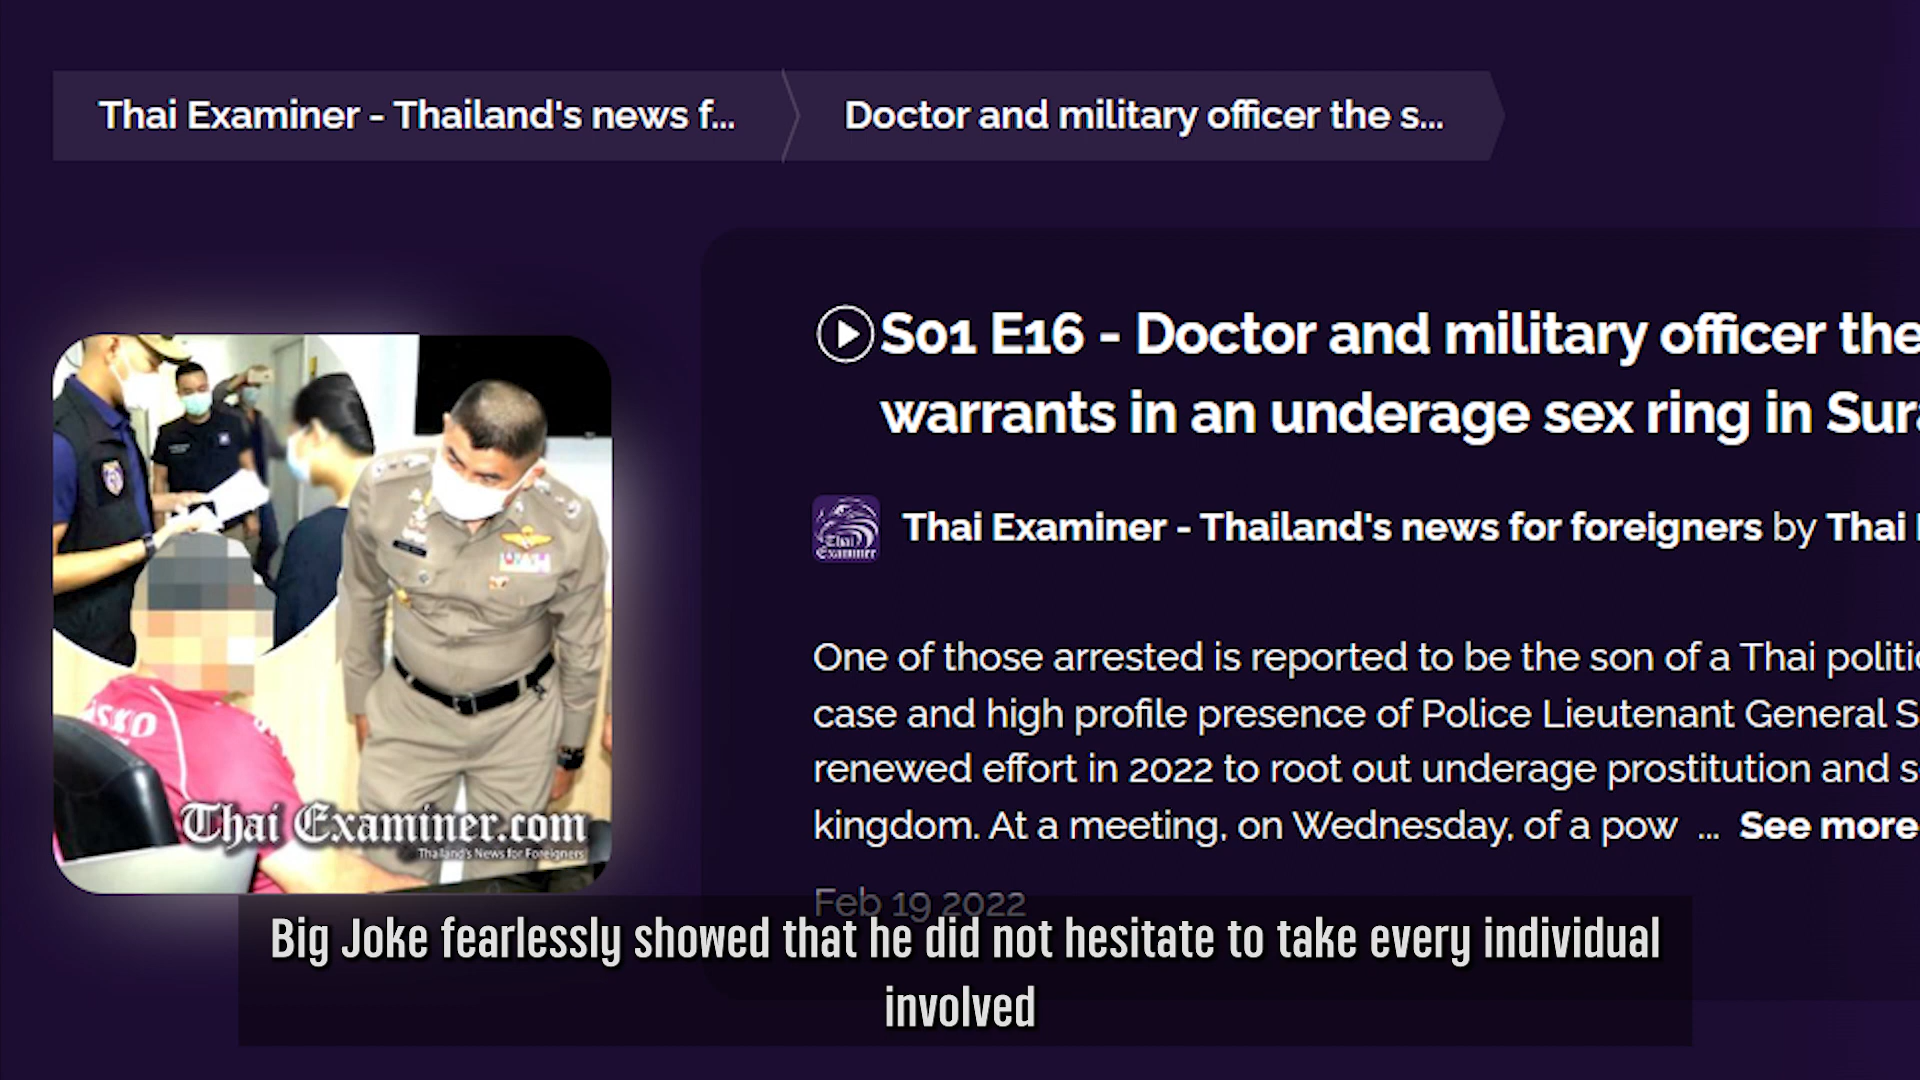 Thai Examiner - Thailand's news f...
Doctor and military officer the s...
S01 E16 - Doctor and military officer the
warrants in an underage sex ring in Sur
Thai Examiner
Thai Examiner - Thailand's news for foreigners by Thai
One of those arrested is reported to be the son of a Thai politic
case and high profile presence of Police Lieutenant General S
renewed effort in 2022 to root out underage prostitution and s
kingdom. At a meeting, on Wednesday, of a pow ... See more
Thai Examiner.com
Thailand's News for Foreigners
Feb 19 2022
Big Joke fearlessly showed that he did not hesitate to take every individual
involved